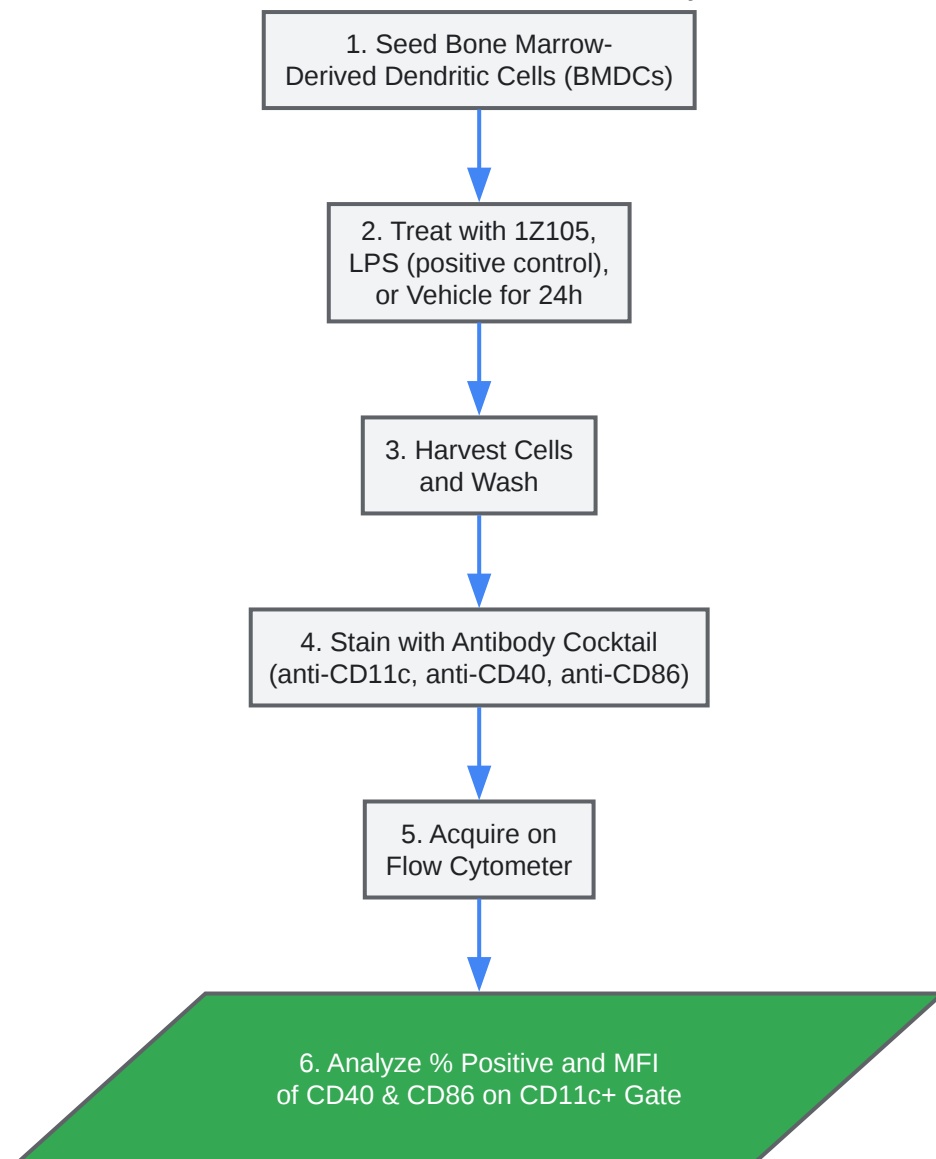 1. Seed Bone Marrow-
Derived Dendritic Cells (BMDCs)
2. Treat with 1Z105,
LPS (positive control),
or Vehicle for 24h
3. Harvest Cells
and Wash
4. Stain with Antibody Cocktail
(anti-CD11c, anti-CD40, anti-CD86)
5. Acquire on
Flow Cytometer
6. Analyze % Positive and MFI
of CD40 & CD86 on CD11c+ Gate